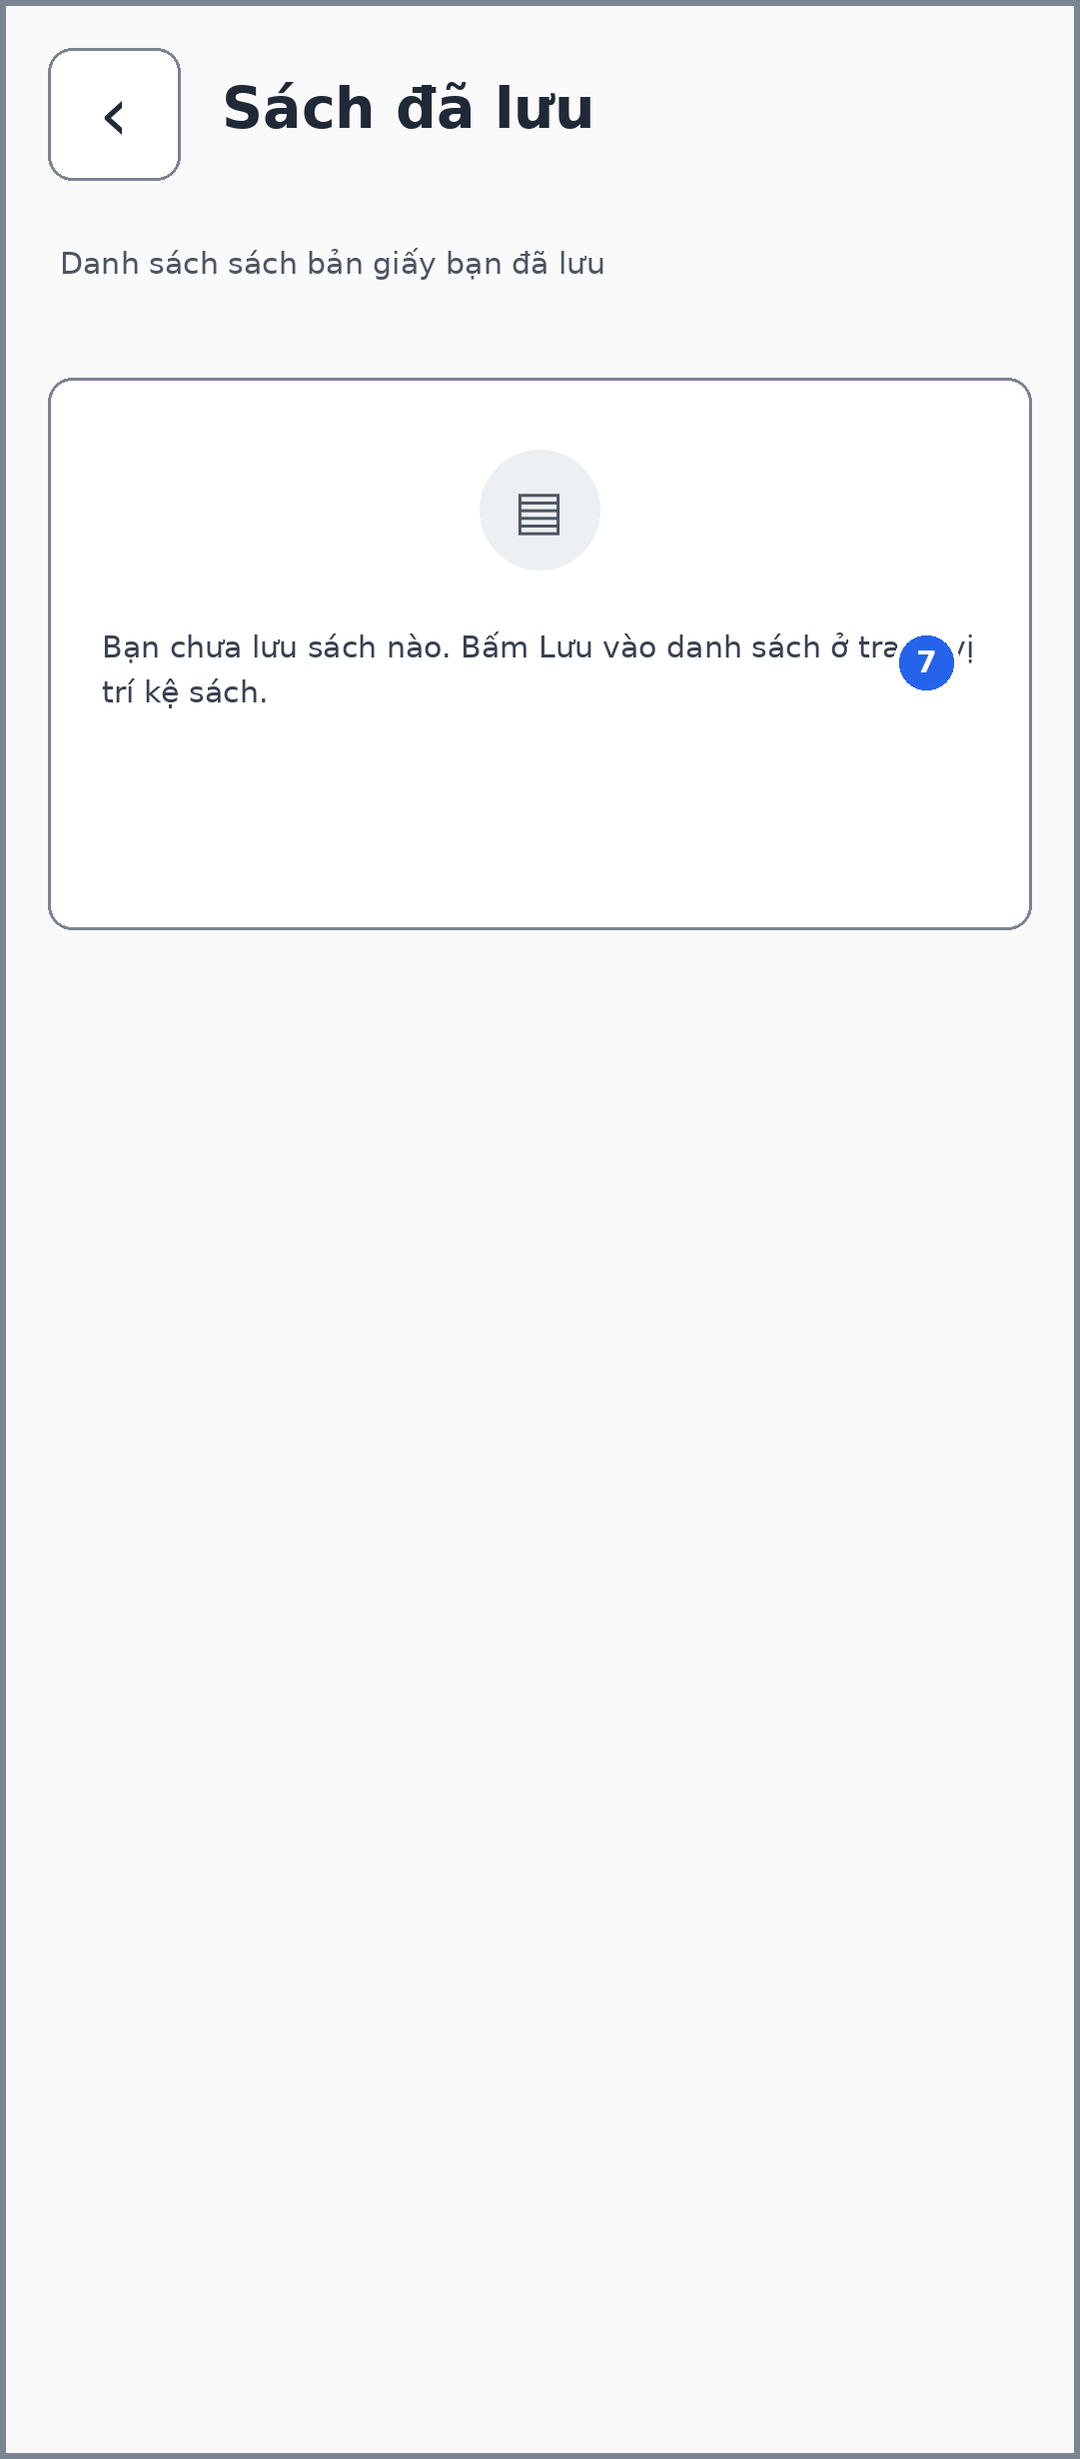 Sách đã lưu
Danh sách sách bản giấy bạn đã lưu
Bạn chưa lưu sách nào. Bấm Lưu vào danh sách ở vị
7
trí kệ sách.